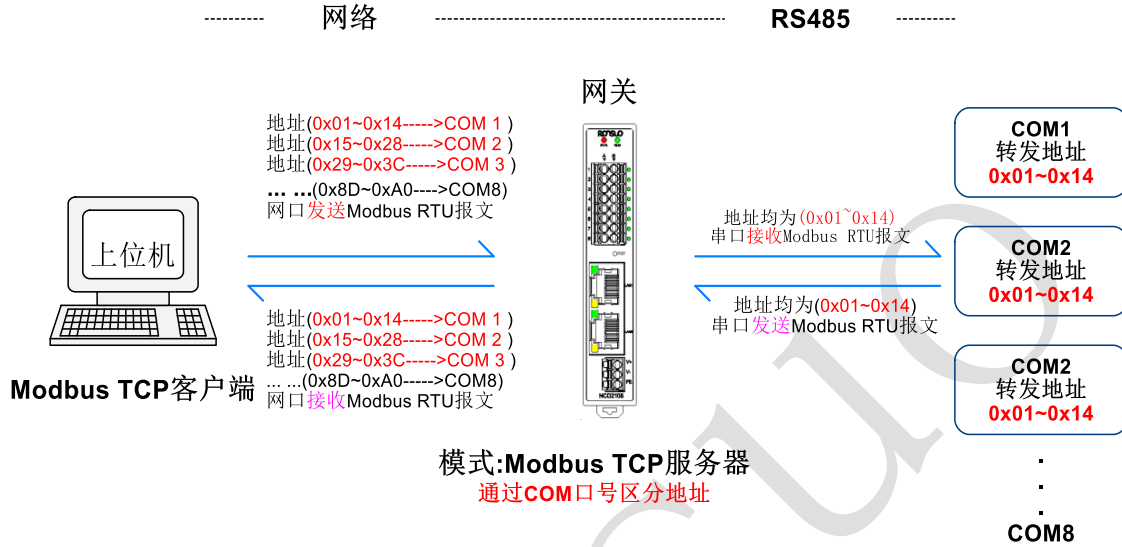 网络
RS485
网关
地址(0x01~0x14----->COM 1 )
地址(0x15~0x28----->COM 2 )
地址(0x29~0x3C----->COM 3 )
... ...(0x8D~0xA0---->COM8)
网口发送Modbus RTU报文
上位机
地址(0x01~0x14----->COM 1 )
地址(0x15~0x28----->COM 2 )
地址(0x29~0x3C----->COM 3 )
... ...(0x8D~0xA0----->COM8)
网口接收Modbus RTU报文
Modbus TCP客户端
NCD2108
V+
V-
PE
模式:Modbus TCP服务器
通过COM口号区分地址
地址均为(0x01~0x14)
串口接收Modbus RTU报文
地址均为(0x01~0x14)
串口发送Modbus RTU报文
COM1
转发地址
0x01~0x14
COM2
转发地址
0x01~0x14
COM2
转发地址
0x01~0x14
.
.
.
COM8